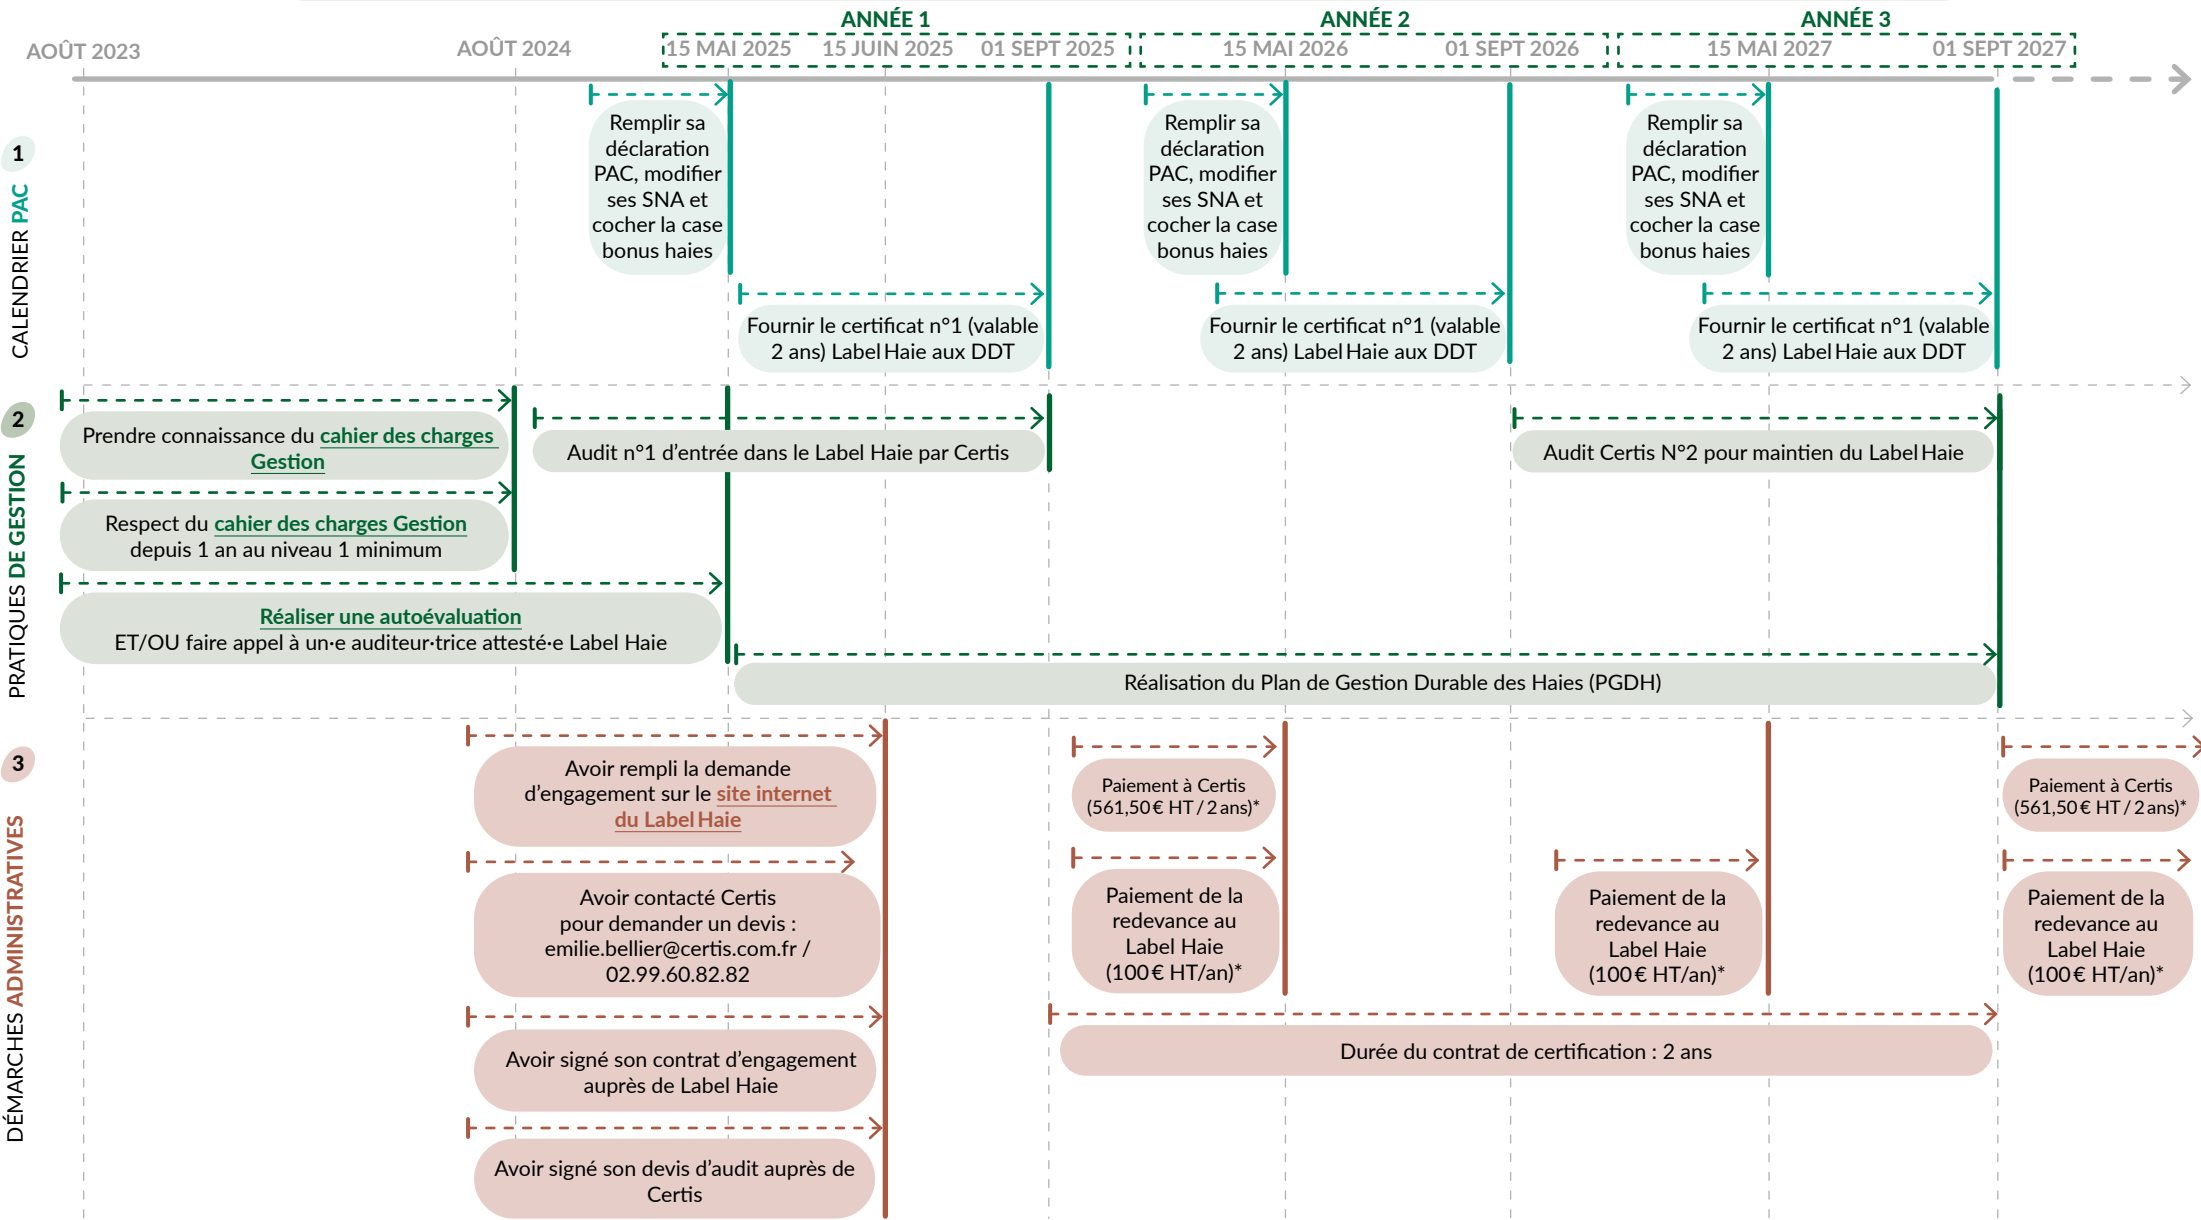 ANNÉE 1
ANNÉE 2
ANNÉE 3
AOÛT 2023
AOÛT 2024
15 MAI 2025
15 JUIN 2025
01 SEPT 2025
15 MAI 2026
01 SEPT 2026
15 MAI 2027
01 SEPT 2027
1
CALENDRIER PAC
Remplir sa
déclaration
PAC, modifier
ses SNA et
cocher la case
bonus haies
Remplir sa
déclaration
PAC, modifier
ses SNA et
cocher la case
bonus haies
Remplir sa
déclaration
PAC, modifier
ses SNA et
cocher la case
bonus haies
Fournir le certificat n°1 (valable
2 ans) Label Haie aux DDT
Fournir le certificat n°1 (valable
2 ans) Label Haie aux DDT
Fournir le certificat n°1 (valable
2 ans) Label Haie aux DDT
2
PRATIQUES DE GESTION
Prendre connaissance du cahier des charges
Gestion
Audit n°1 d'entrée dans le Label Haie par Certis
Audit Certis N°2 pour maintien du Label Haie
Respect du cahier des charges Gestion
depuis 1 an au niveau 1 minimum
Réaliser une autoévaluation
ET/OU faire appel à un·e auditeur·trice attesté·e Label Haie
Réalisation du Plan de Gestion Durable des Haies (PGDH)
3
DÉMARCHES ADMINISTRATIVES
Avoir rempli la demande
d'engagement sur le site internet
du Label Haie
Avoir contacté Certis
pour demander un devis :
emilie.bellier@certis.com.fr /
02.99.60.82.82
Avoir signé son contrat d'engagement
auprès de Label Haie
Avoir signé son devis d'audit auprès de
Certis
Paiement à Certis
(561,50 € HT / 2 ans)*
Paiement de la
redevance au
Label Haie
(100 € HT/an)*
Paiement de la
redevance au
Label Haie
(100 € HT/an)*
Paiement à Certis
(561,50 € HT / 2 ans)*
Paiement de la
redevance au
Label Haie
(100 € HT/an)*
Durée du contrat de certification : 2 ans